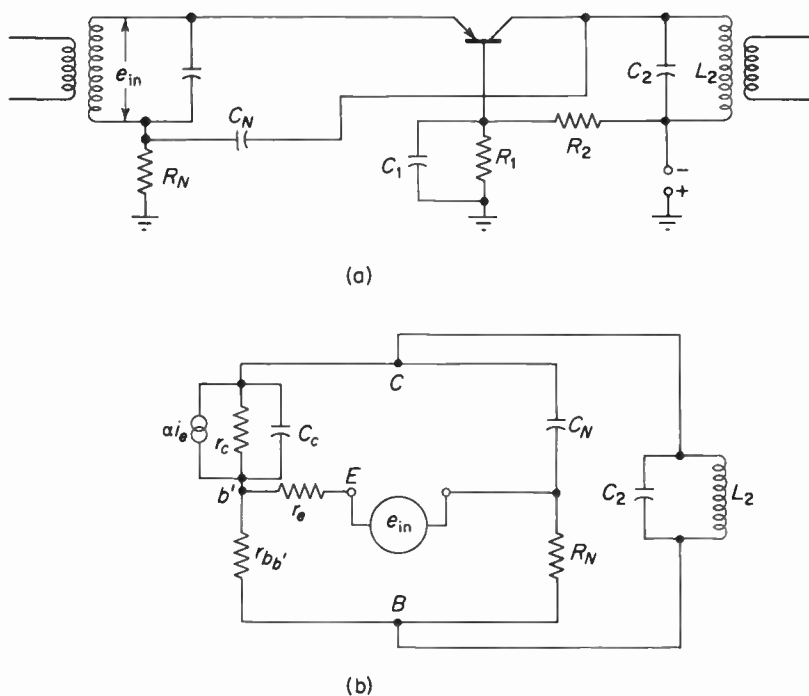 e_in
C_N
R_N
C_1
R_1
R_2
C_2
L_2
−
+
(a)
C
αi_e
r_c
C_c
C_N
b'
E
r_e
e_in
C_2
L_2
r_bb'
R_N
B
(b)